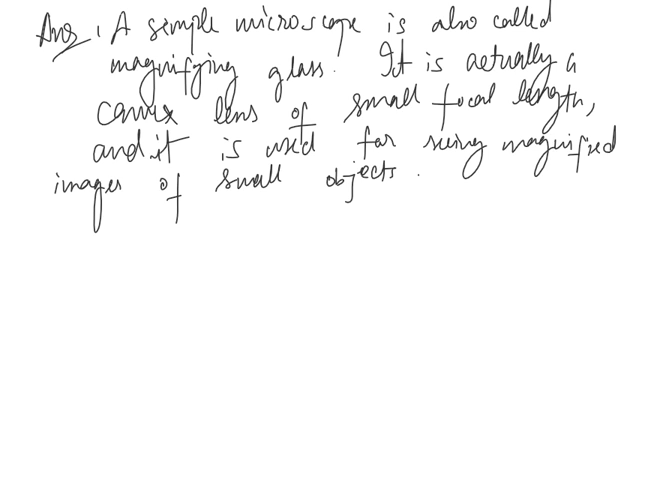 Ans: A simple microscope is also called
magnifying glass. It is actually a
convex lens of small focal length,
and it is used for seeing magnified
images of small objects.